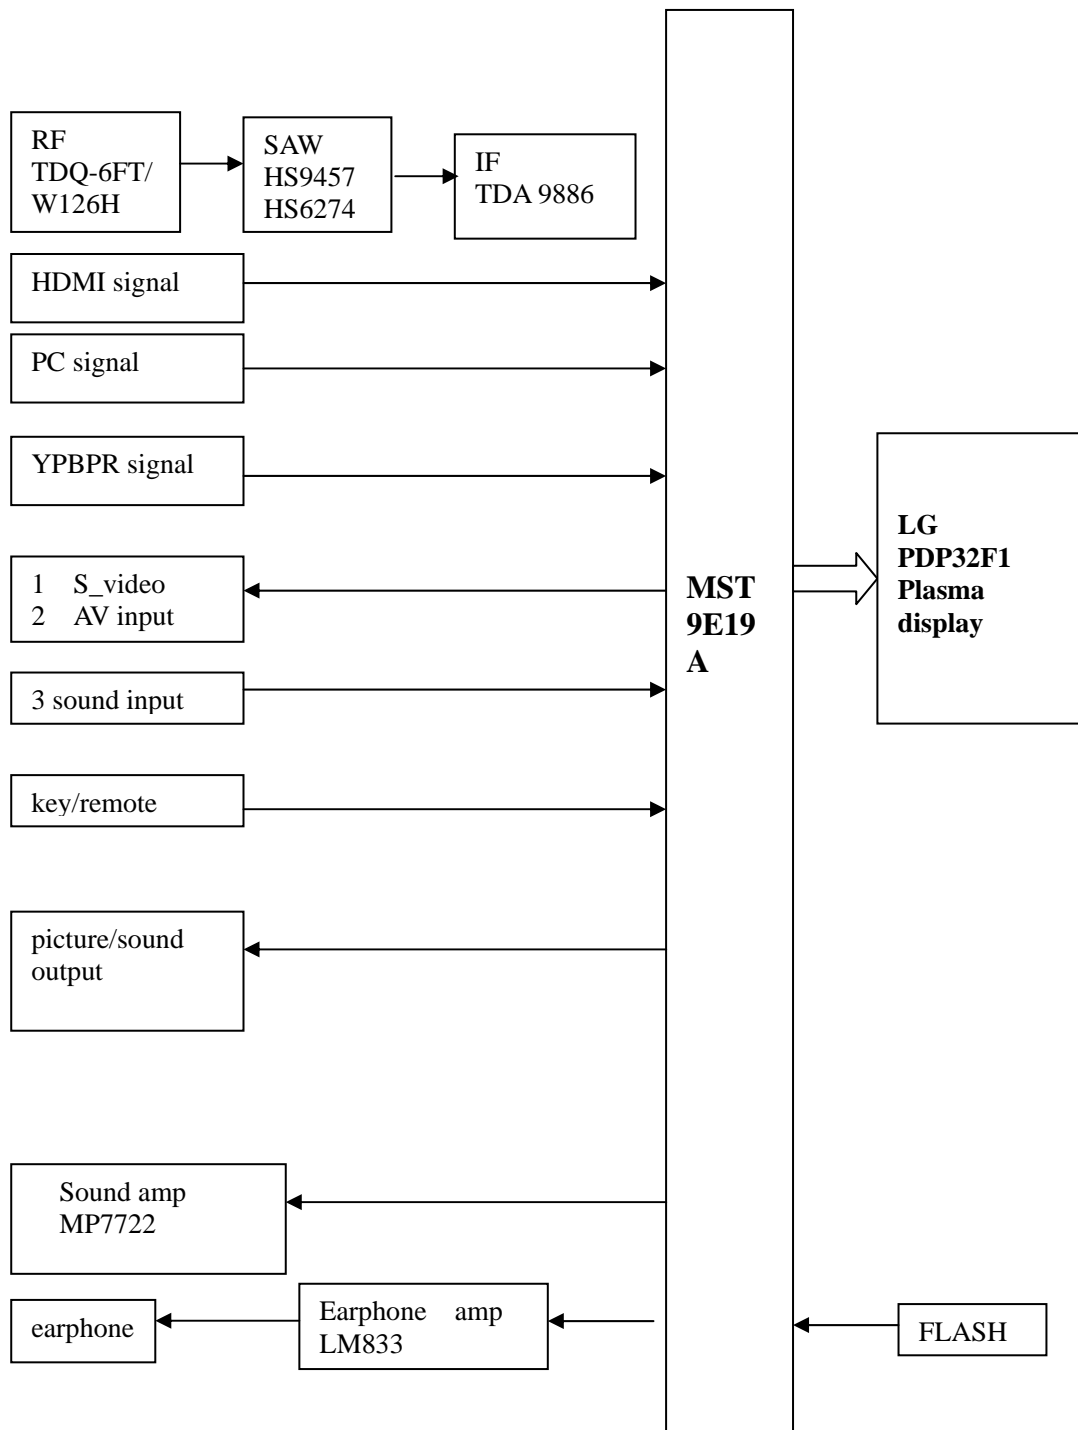 RF
TDQ-6FT/
W126H
SAW
HS9457
HS6274
IF
TDA 9886
HDMI signal
PC signal
YPBPR signal
1 S_video
2 AV input
3 sound input
key/remote
picture/sound
output
Sound amp
MP7722
earphone
Earphone amp
LM833
MST
9E19
A
LG
PDP32F1
Plasma
display
FLASH